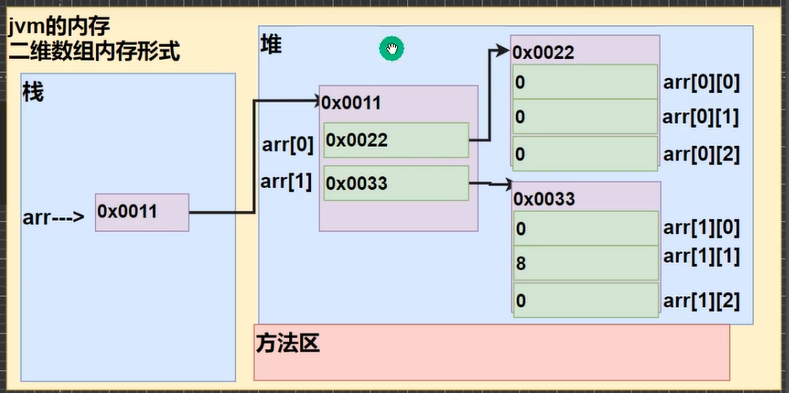 jvm的内存
二维数组内存形式
栈
arr--->
0x0011
堆
0x0011
arr[0]
0x0022
arr[1]
0x0033
0x0022
0
arr[0][0]
0
arr[0][1]
0
arr[0][2]
0x0033
0
arr[1][0]
8
arr[1][1]
0
arr[1][2]
方法区